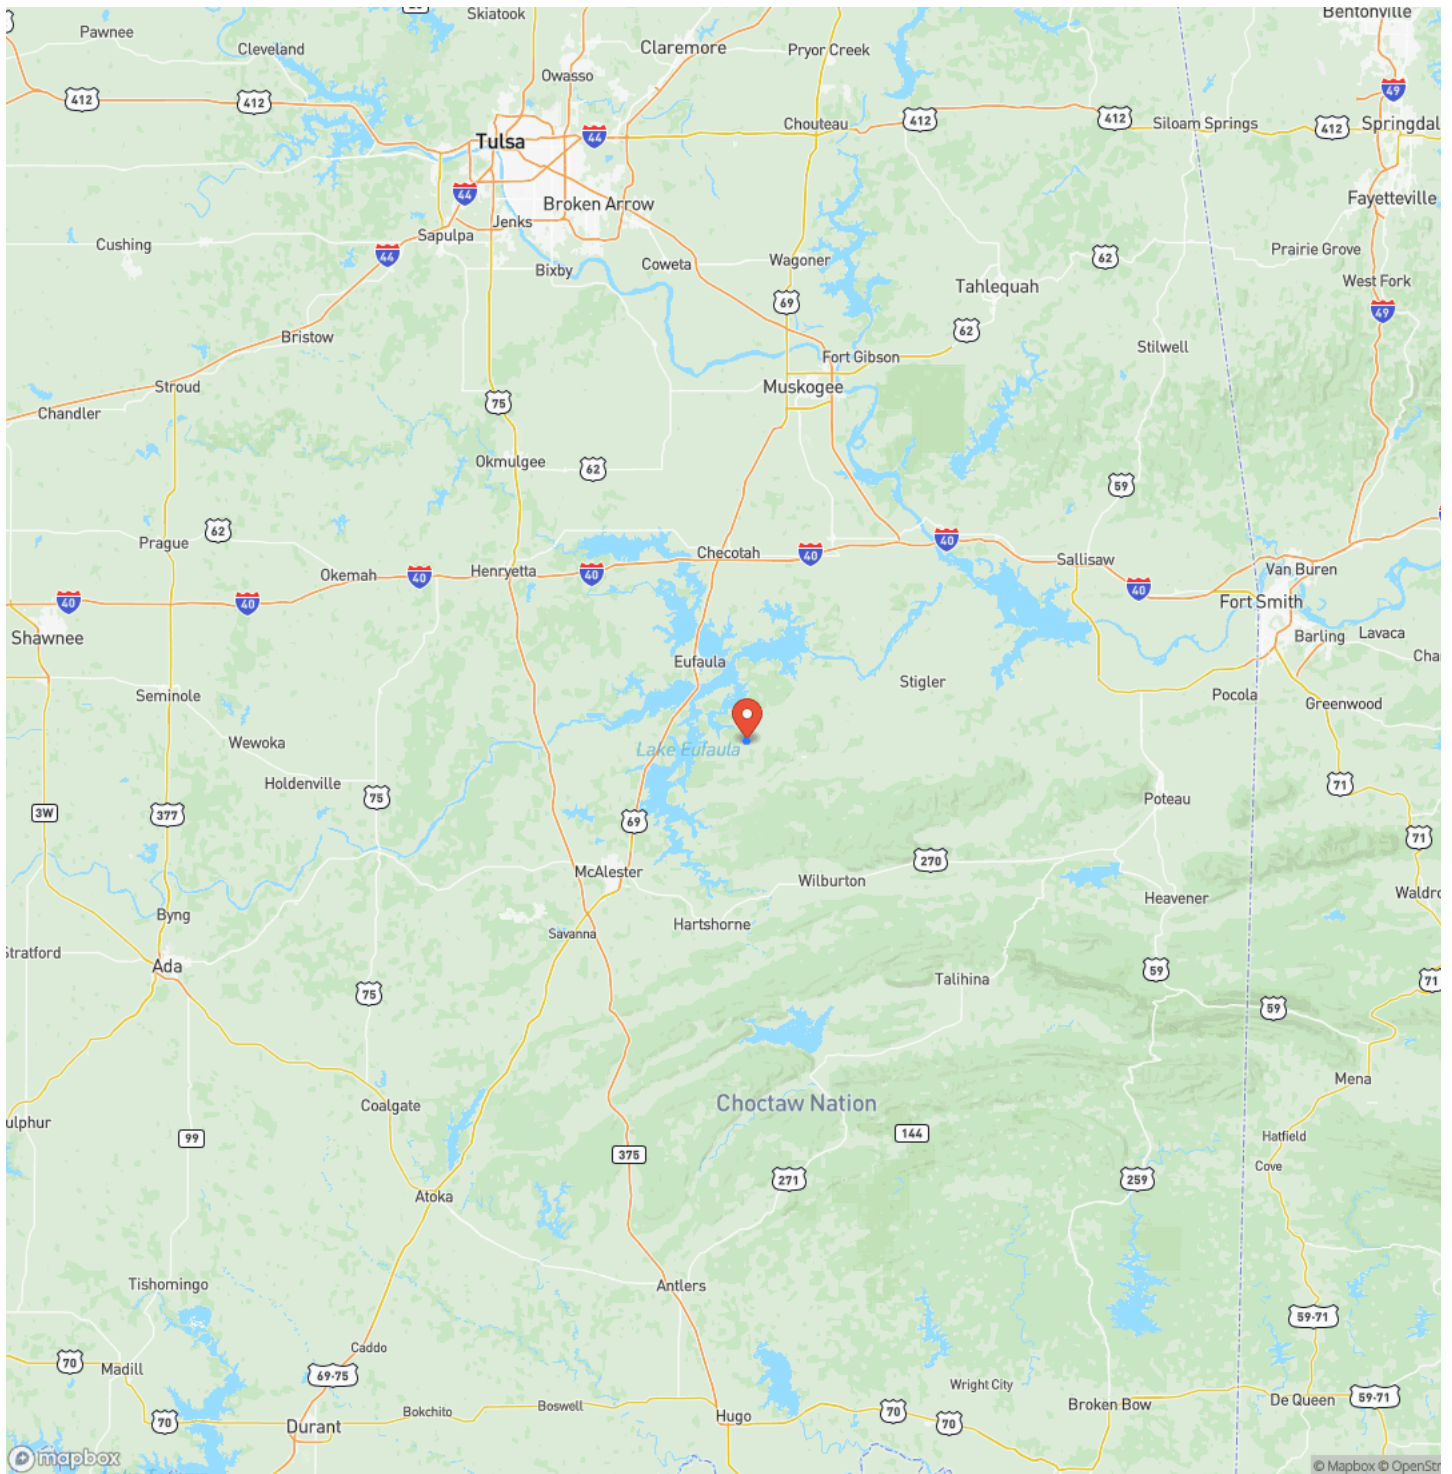 Skiatook
Bentonville
Pawnee
Cleveland
Claremore
Pryor Creek
Owasso
49
412
412
412
412
Siloam Springs
412
Springdal
Chouteau
44
Tulsa
44
Broken Arrow
Fayetteville
Jenks
Sapulpa
Cushing
44
Prairie Grove
62
Bixby
Coweta
Wagoner
West Fork
Tahlequah
69
49
62
Bristow
Stilwell
Fort Gibson
Stroud
Muskogee
75
Chandler
Okmulgee
62
59
62
Prague
Checotah
40
40
Sallisaw
Henryetta
Okemah
40
40
40
Van Buren
40
40
Fort Smith
Shawnee
Barling
Lavaca
Cha
Eufaula
Stigler
Seminole
Pocola
Greenwood
Wewoka
Lake Eufaula
Holdenville
71
75
Poteau
3W
377
69
71
270
McAlester
Wilburton
Waldro
Heavener
Byng
Hartshorne
Savanna
Stratford
Ada
59
Talihina
71
75
59
Mena
Choctaw Nation
Coalgate
ulphur
144
99
Hatfield
375
Cove
271
259
Atoka
Tishomingo
Antlers
59-71
Caddo
70
Madill
69-75
Wright City
59-71
De Queen
Broken Bow
Boswell
Bokchito
70
Hugo
70
70
Durant
mapbox
© Mapbox © OpenStr